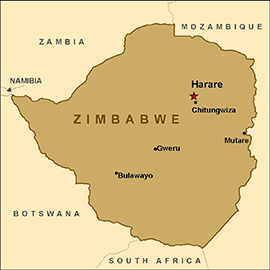 MOZAMBIQUE
ZAMBIA
NAMIBIA
Harare
Chitungwiza
ZIMBABWE
Mutare
Gweru
Bulawayo
BOTSWANA
SOUTH AFRICA